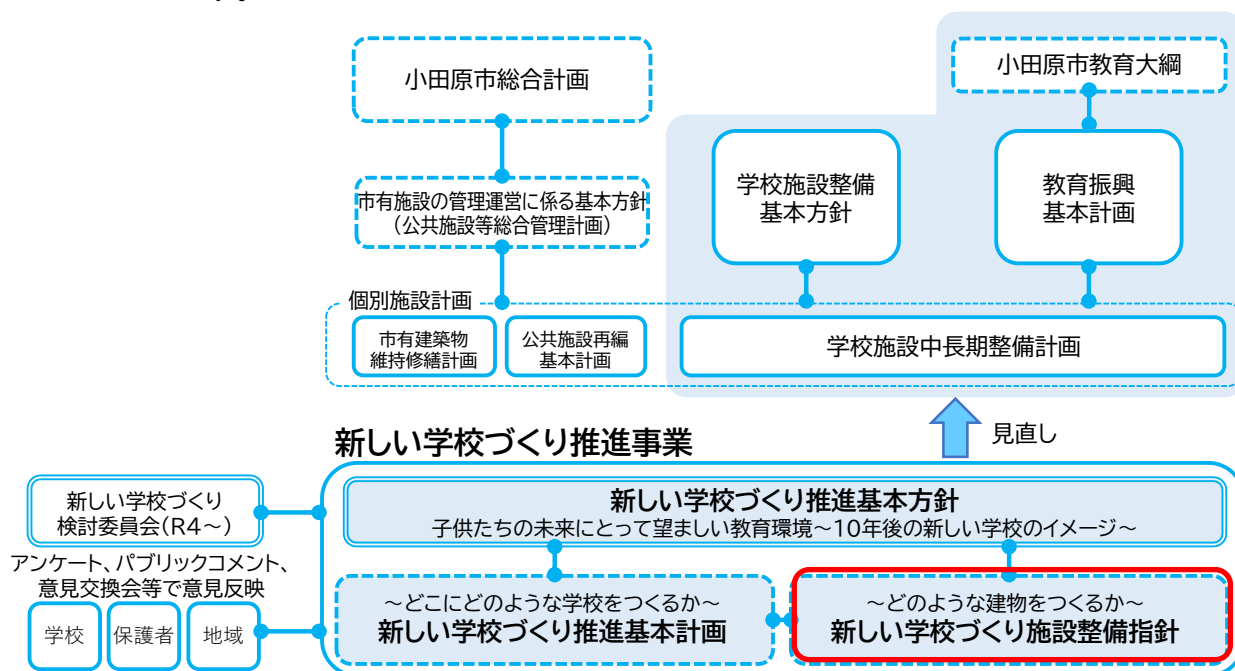 小田原市総合計画
小田原市教育大綱
市有施設の管理運営に係る基本方針
（公共施設等総合管理計画）
学校施設整備
基本方針
教育振興
基本計画
個別施設計画
市有建築物
維持修繕計画
公共施設再編
基本計画
学校施設中長期整備計画
見直し
新しい学校づくり推進事業
新しい学校づくり
検討委員会（R4～）
アンケート、パブリックコメント、
意見交換会等で意見反映
学校
保護者
地域
新しい学校づくり推進基本方針
子供たちの未来にとって望ましい教育環境～10年後の新しい学校のイメージ～
～どこにどのような学校をつくるか～
新しい学校づくり推進基本計画
～どのような建物をつくるか～
新しい学校づくり施設整備指針